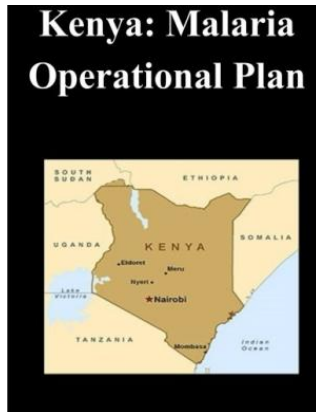 Kenya: Malaria
Operational Plan
SOUTH
SUDAN
ETHIOPIA
UGANDA
KENYA
SOMALIA
Eldoret
Meru
Nyeri
Lake
Victoria
Nairobi
TANZANIA
Mombasa
Indian
Ocean